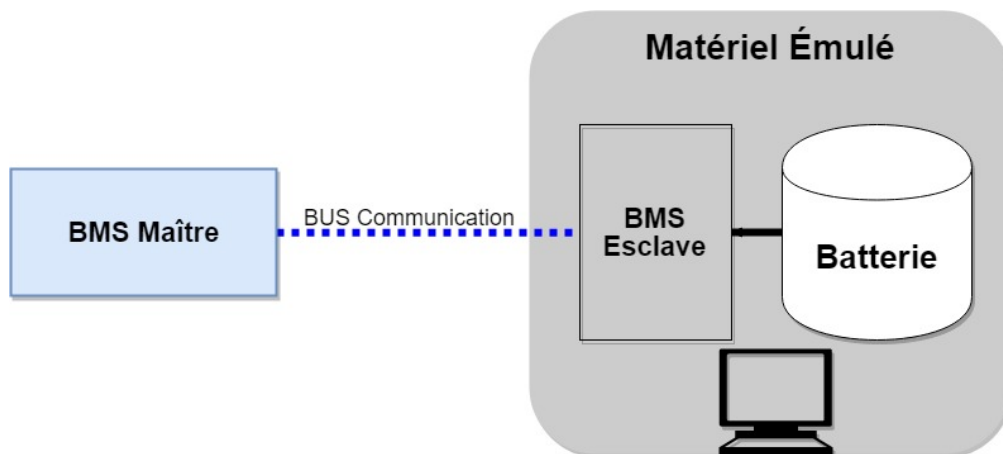 Matériel Émulé
BMS Maître
BUS Communication
BMS
Esclave
Batterie